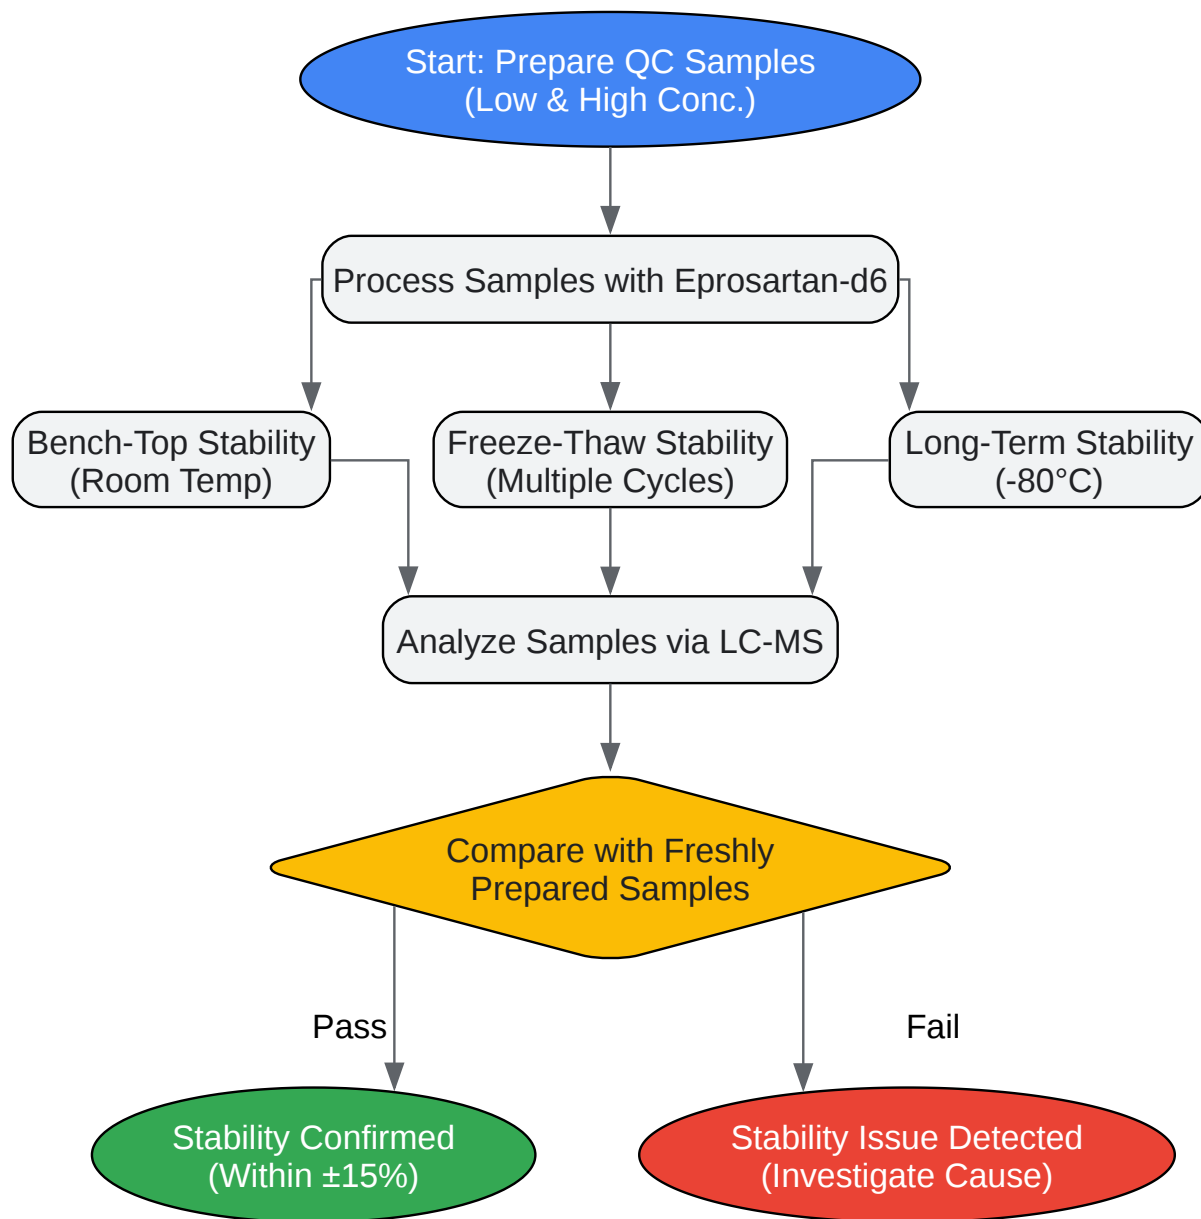 Start: Prepare QC Samples
(Low & High Conc.)
Process Samples with Eprosartan-d6
Bench-Top Stability
(Room Temp)
Freeze-Thaw Stability
(Multiple Cycles)
Long-Term Stability
(-80°C)
Analyze Samples via LC-MS
Compare with Freshly
Prepared Samples
Pass
Fail
Stability Confirmed
(Within ±15%)
Stability Issue Detected
(Investigate Cause)